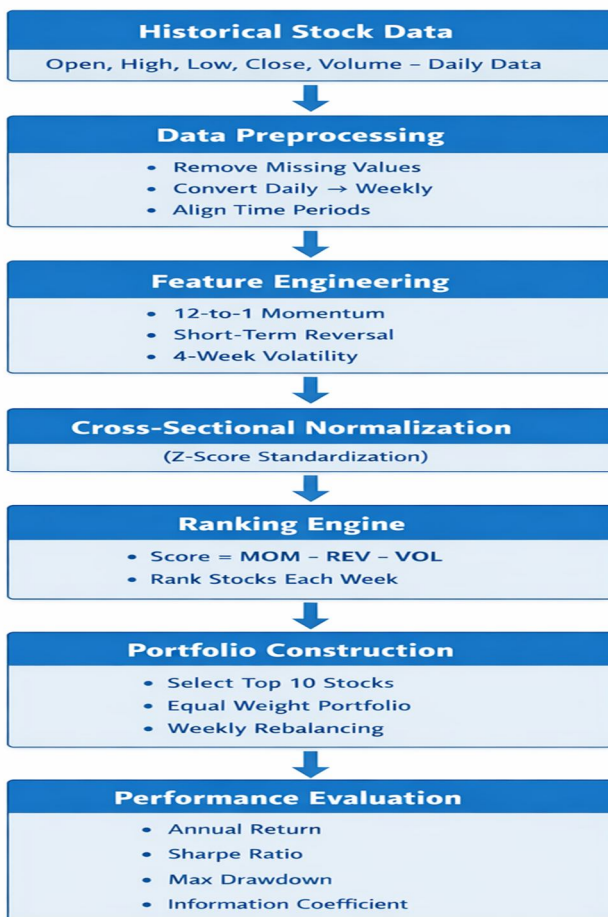 Historical Stock Data
Open, High, Low, Close, Volume – Daily Data
Data Preprocessing
• Remove Missing Values
• Convert Daily → Weekly
• Align Time Periods
Feature Engineering
• 12-to-1 Momentum
• Short-Term Reversal
• 4-Week Volatility
Cross-Sectional Normalization
(Z-Score Standardization)
Ranking Engine
• Score = MOM – REV – VOL
• Rank Stocks Each Week
Portfolio Construction
• Select Top 10 Stocks
• Equal Weight Portfolio
• Weekly Rebalancing
Performance Evaluation
• Annual Return
• Sharpe Ratio
• Max Drawdown
• Information Coefficient